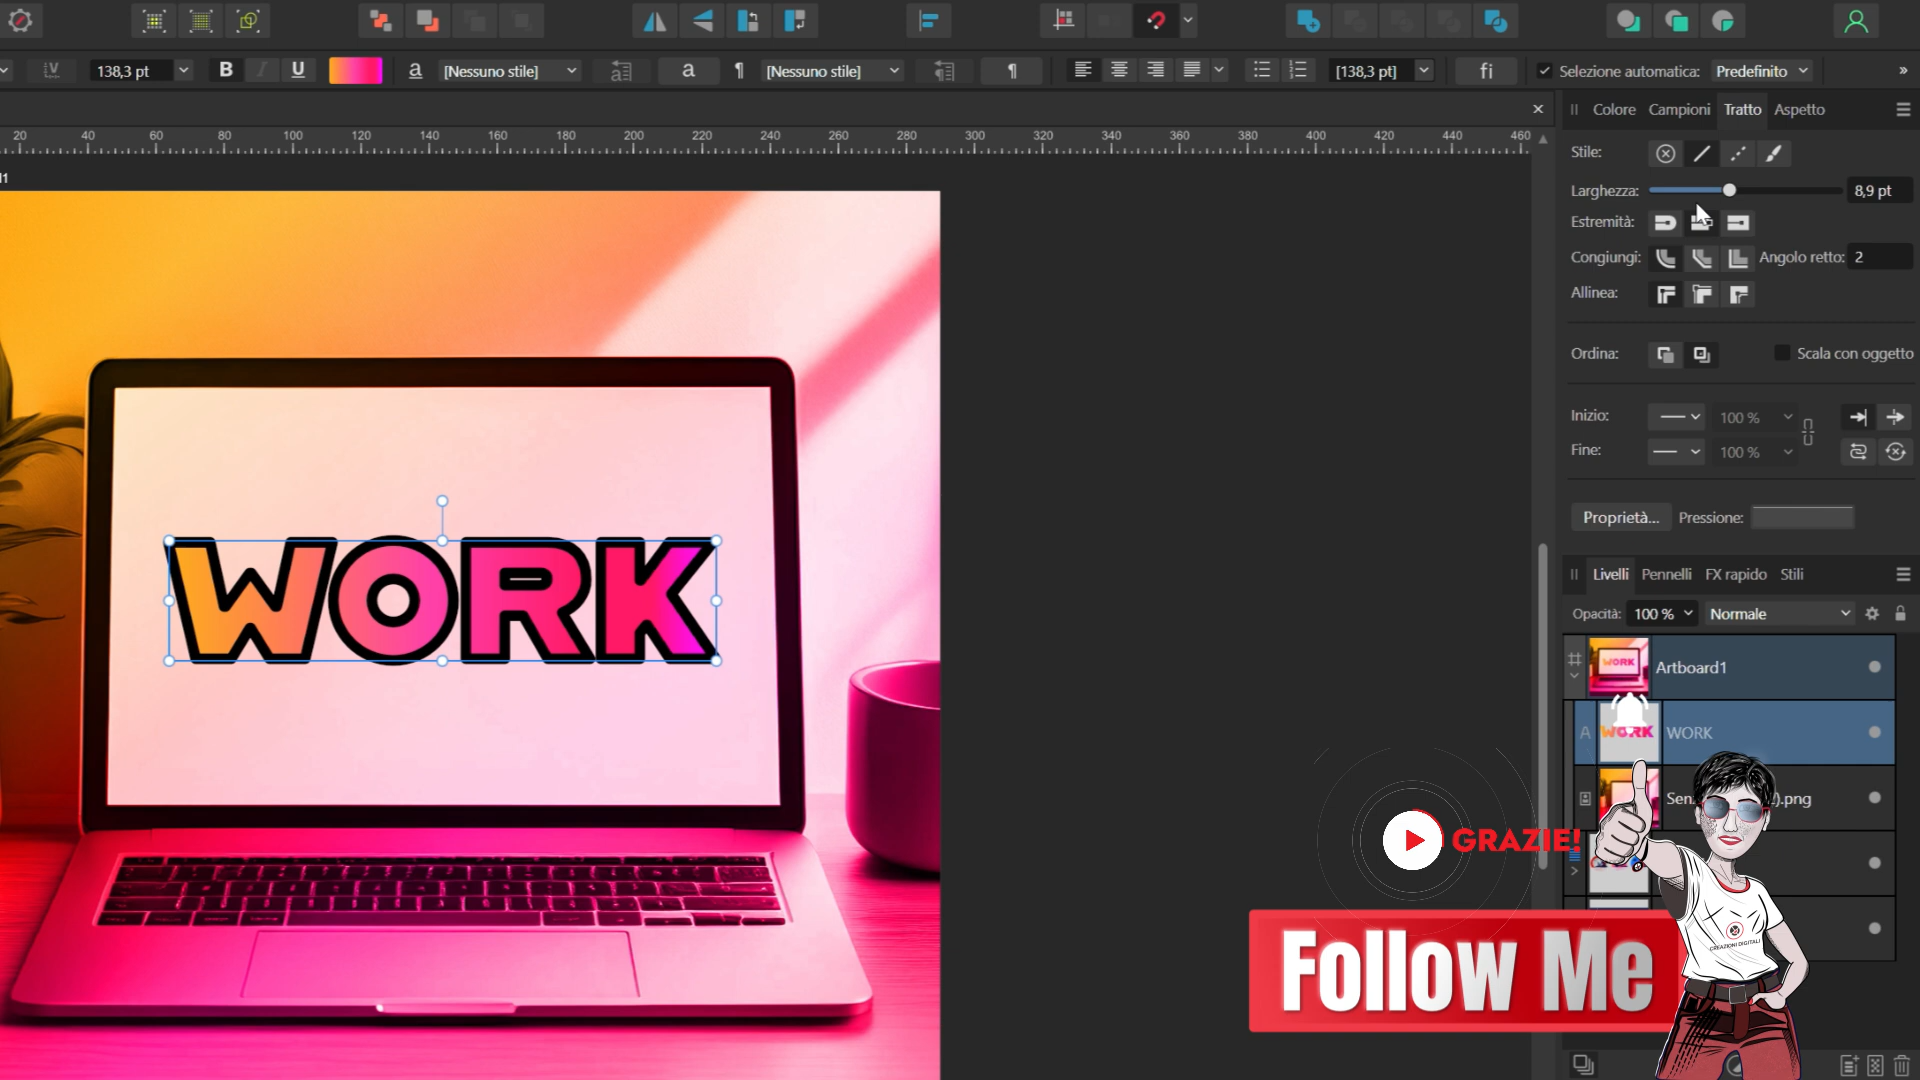 138,3 pt
B
I
U
a
[Nessuno stile]
a
a
¶
[Nessuno stile]
¶
[138,3 pt]
fi
Selezione automatica:
Predefinito
»
Colore
Campioni
Tratto
Aspetto
20 40 60 80 100 120 140 160 180 200 220 240 260 280 300 320 340 360 380 400 420 440 460
Stile:
Larghezza:
8,9 pt
Estremità:
Congiungi:
Angolo retto:
2
Allinea:
Ordina:
Scala con oggetto
Inizio:
100 %
Fine:
100 %
Proprietà...
Pressione:
Livelli
Pennelli
FX rapido
Stili
Opacità:
100 %
Normale
WORK
Artboard1
WORK
A
WORK
WORK
.png
GRAZIE!
Follow Me
CREAZIONI DIGITALI